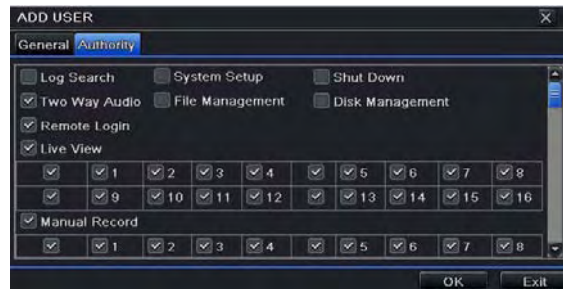 ADD USER
General Authority
Log Search System Setup Shut Down
Two Way Audio File Management Disk Management
Remote Login
Live View
1 2 3 4 5 6 7 8
9 10 11 12 13 14 15 16
Manual Record
1 2 3 4 5 6 7 8
OK Exit